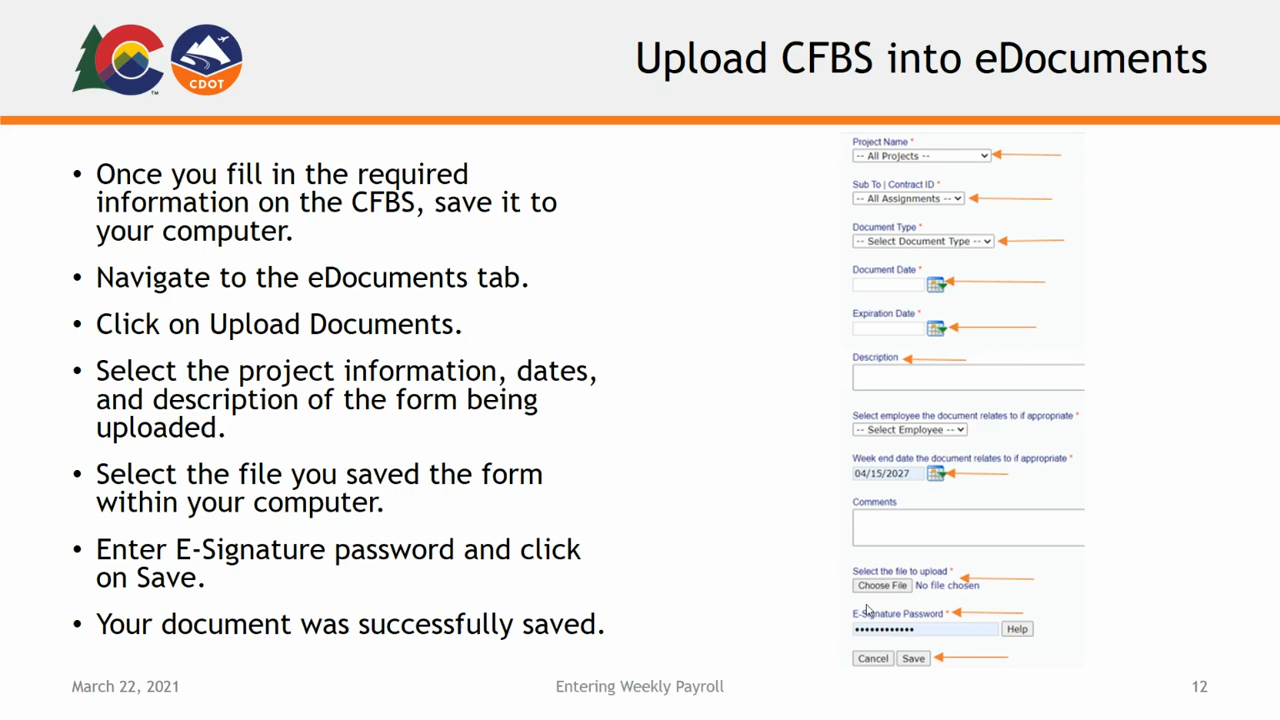 CDOT
TM
Upload CFBS into eDocuments
• Once you fill in the required
information on the CFBS, save it to
your computer.
• Navigate to the eDocuments tab.
• Click on Upload Documents.
• Select the project information, dates,
and description of the form being
uploaded.
• Select the file you saved the form
within your computer.
• Enter E-Signature password and click
on Save.
• Your document was successfully saved.
Project Name *
-- All Projects --
Sub To | Contract ID *
-- All Assignments --
Document Type *
-- Select Document Type --
Document Date *
Expiration Date *
Description
Select employee the document relates to if appropriate *
-- Select Employee --
Week end date the document relates to if appropriate *
04/15/2027
Comments
Select the file to upload *
Choose File No file chosen
E-Signature Password *
•••••••••••• Help
Cancel Save
March 22, 2021 Entering Weekly Payroll 12